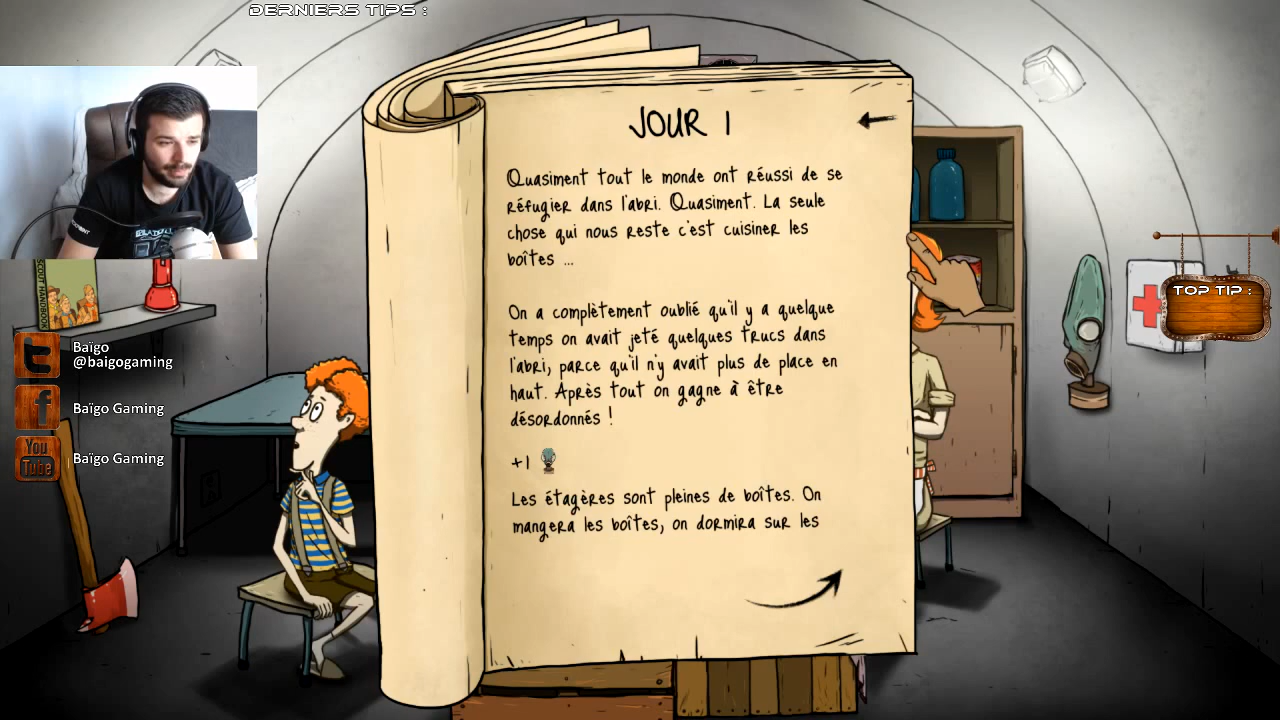 DERNIERS TIPS :
JOUR 1
Quasiment tout le monde ont réussi de se
réfugier dans l'abri. Quasiment. La seule
chose qui nous reste c'est cuisiner les
boîtes ...
On a complètement oublié qu'il y a quelque
temps on avait jeté quelques trucs dans
l'abri, parce qu'il n'y avait plus de place en
haut. Après tout on gagne à être
désordonnés !
+1
Les étagères sont pleines de boîtes. On
mangera les boîtes, on dormira sur les
TOP TIP :
SCOUT HANDBOOK
Baïgo
@baigogaming
Baïgo Gaming
You
Tube
Baïgo Gaming